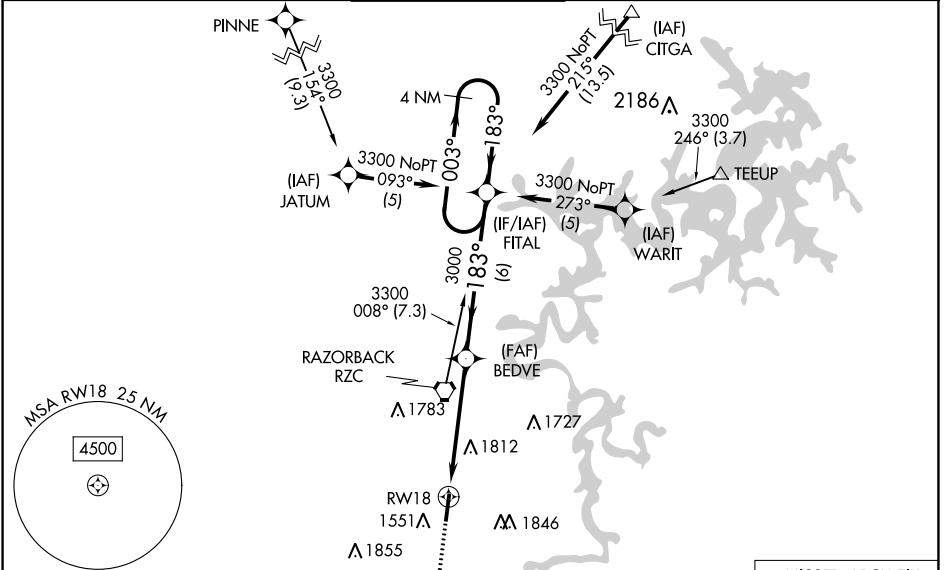 PINNE
3300
154°
(9.3)
(IAF)
CITGA
3300 NoPT
215°
(13.5)
4 NM
003°
183°
2186
3300
246° (3.7)
TEEUP
(IAF)
JATUM
3300 NoPT
093°
(5)
3300 NoPT
273°
(5)
(IF/IAF)
FITAL
(IAF)
WARIT
3000
183°
(6)
3300
008° (7.3)
RAZORBACK
RZC
(FAF)
BEDVE
1783
1727
1812
MSA RW18 25 NM
4500
RW18
1551
1846
1855